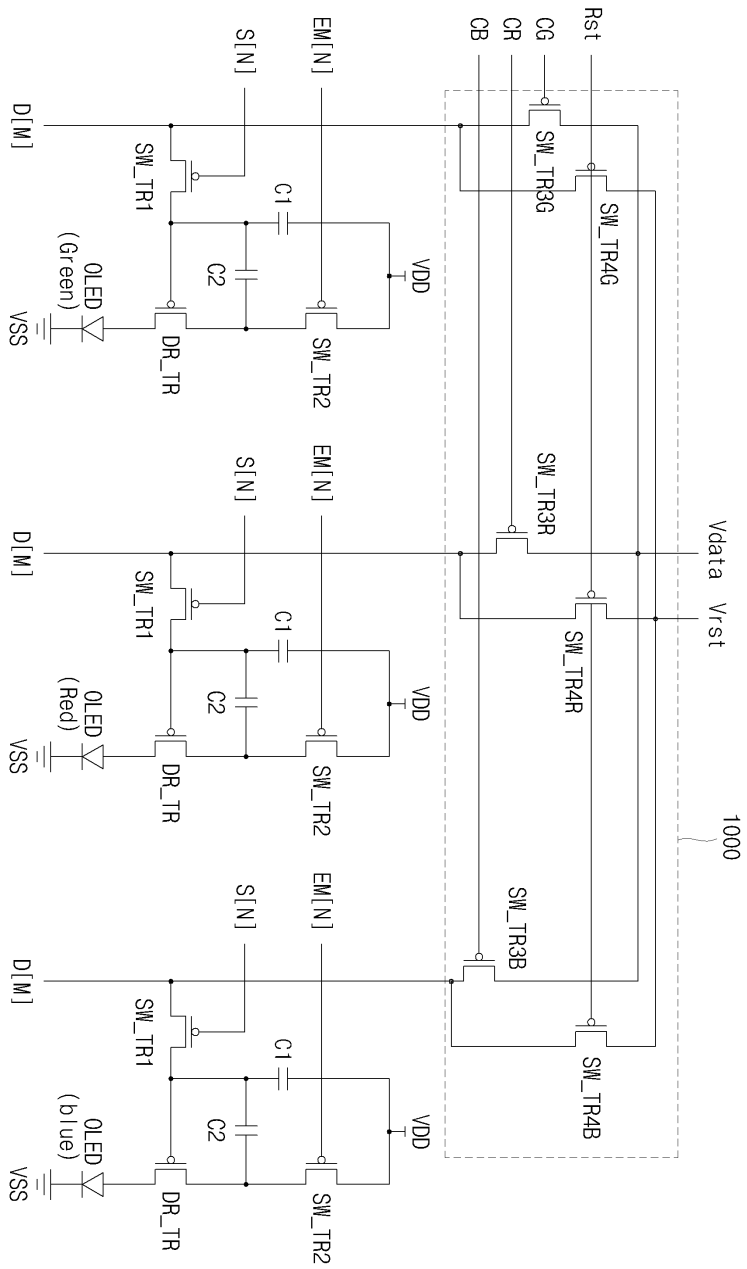 Vdata
Vrst
1000
Rst
CG
CR
CB
SW_TR3G
SW_TR4G
SW_TR3R
SW_TR4R
SW_TR3B
SW_TR4B
EM[N]
S[N]
D[M]
SW_TR1
C1
C2
VDD
SW_TR2
DR_TR
OLED
(Green)
VSS
EM[N]
S[N]
D[M]
SW_TR1
C1
C2
VDD
SW_TR2
DR_TR
OLED
(Red)
VSS
EM[N]
S[N]
D[M]
SW_TR1
C1
C2
VDD
SW_TR2
DR_TR
OLED
(blue)
VSS